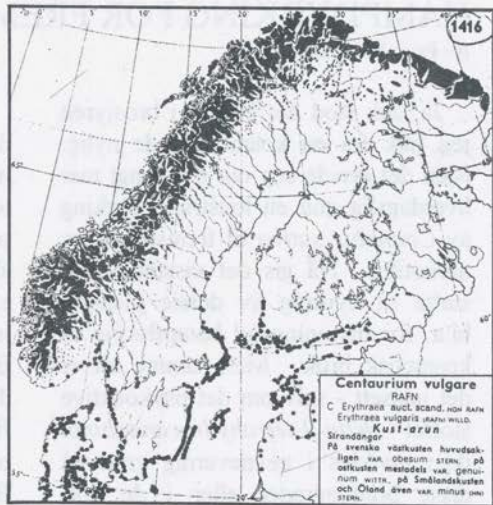 1416
Centaurium vulgare
RAFN
C Erythraea auct. scand. NON RAFN
Erythraea vulgaris (RAFN) WILLD.
Kust-arun
Strandängar
På svenska västkusten huvudsak-
ligen VAR. obesum STERN. på
ostkusten mestadels VAR. genui-
num WITTR., på Smålandskusten
och Öland även VAR. minus (HN)
STERN.